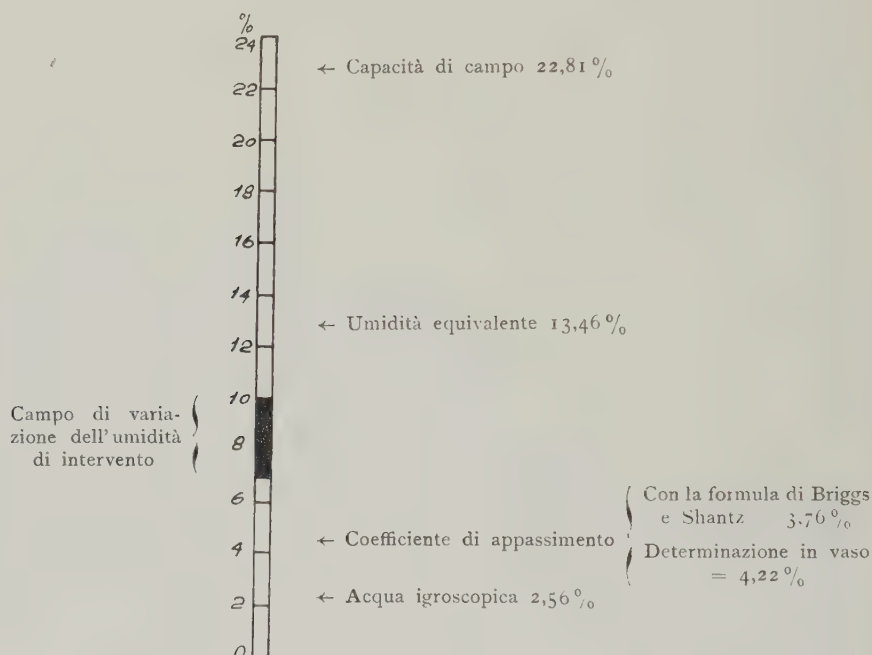 %
24
← Capacità di campo 22,81 %
22
20
18
16
14
← Umidità equivalente 13,46 %
12
10
Campo di varia-
zione dell'umidità
di intervento
8
6
← Coefficiente di appassimento
Con la formula di Briggs
e Shantz 3.76 %
Determinazione in vaso
= 4,22 %
4
← Acqua igroscopica 2,56 %
2
0